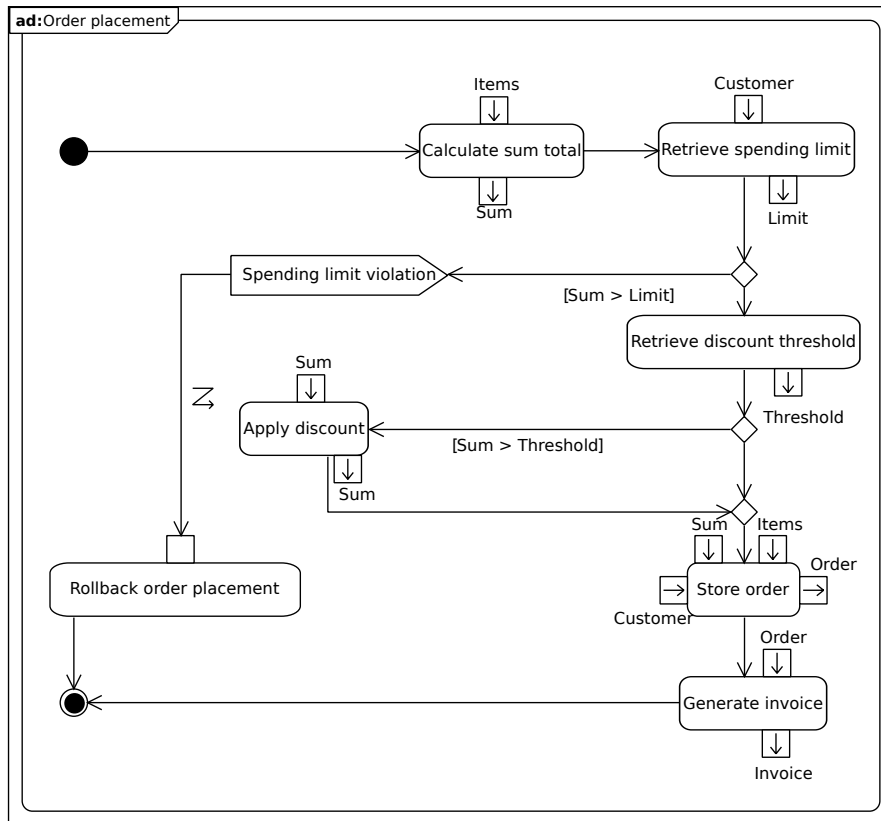 ad:Order placement
Items
Customer
Calculate sum total
Retrieve spending limit
Sum
Limit
Spending limit violation
[Sum > Limit]
Retrieve discount threshold
Sum
Threshold
Apply discount
[Sum > Threshold]
Sum
Sum
Items
Order
Rollback order placement
Store order
Customer
Order
Generate invoice
Invoice